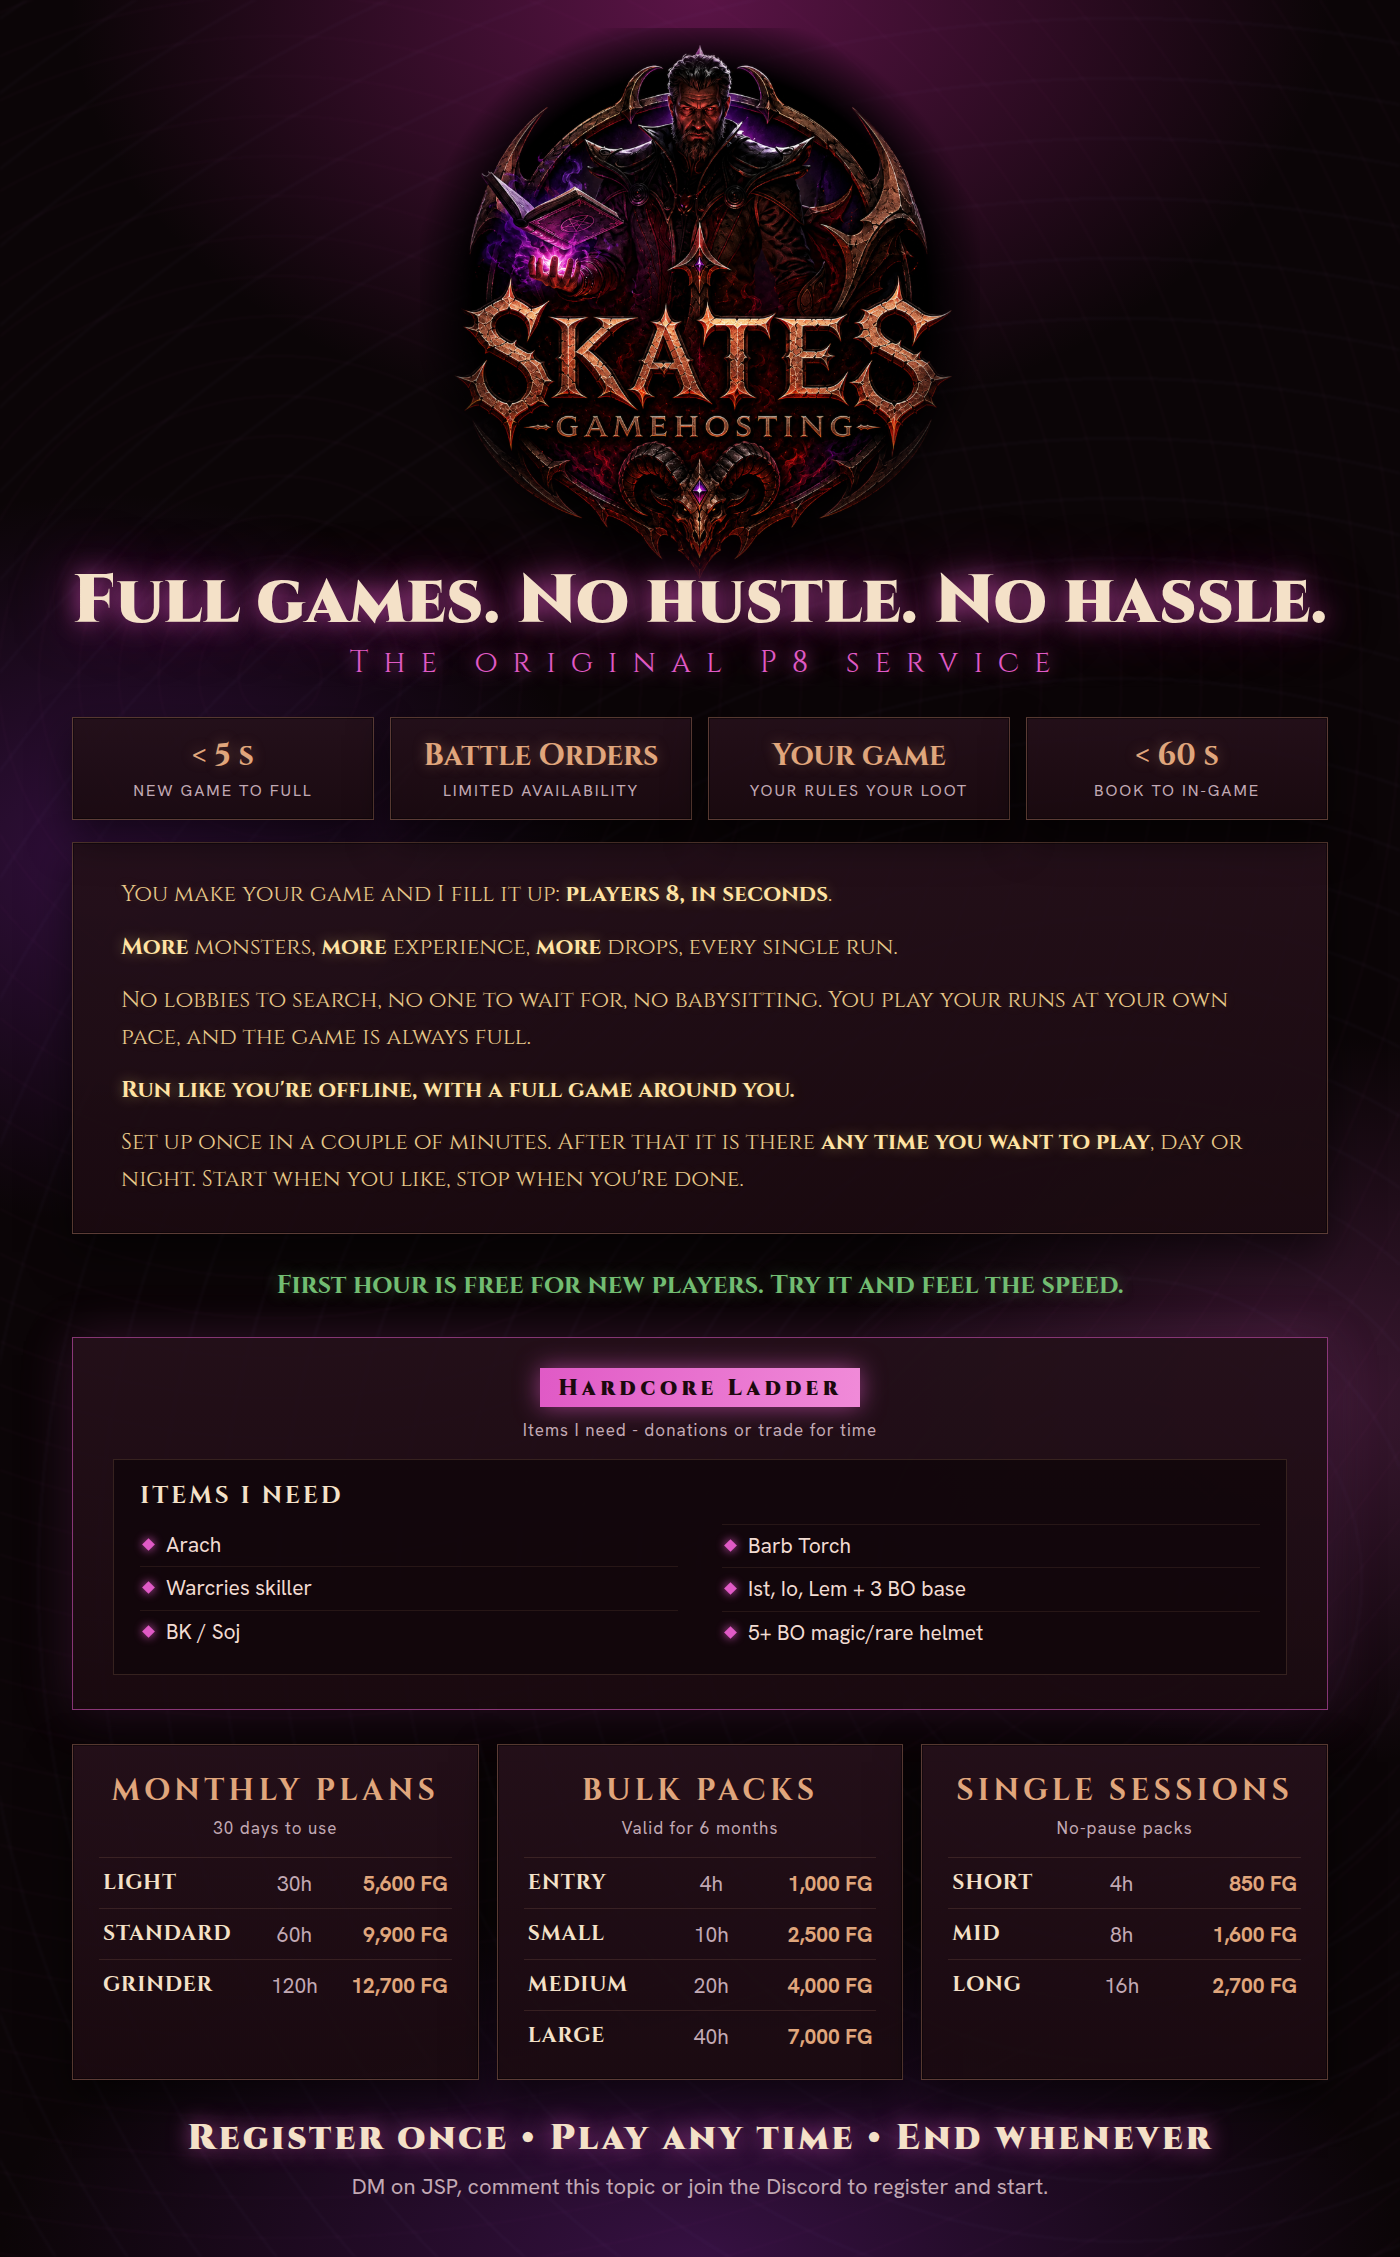 SKATES
GAMEHOSTING
Full games. No hustle. No hassle.
The original P8 service
< 5 s
NEW GAME TO FULL
Battle Orders
LIMITED AVAILABILITY
Your game
YOUR RULES YOUR LOOT
< 60 s
BOOK TO IN-GAME
You make your game and I fill it up: players 8, in seconds.
More monsters, more experience, more drops, every single run.
No lobbies to search, no one to wait for, no babysitting. You play your runs at your own
pace, and the game is always full.
Run like you're offline, with a full game around you.
Set up once in a couple of minutes. After that it is there any time you want to play, day or
night. Start when you like, stop when you're done.
First hour is free for new players. Try it and feel the speed.
Hardcore Ladder
Items I need - donations or trade for time
ITEMS I NEED
Arach
Warcries skiller
BK / Soj
Barb Torch
Ist, Io, Lem + 3 BO base
5+ BO magic/rare helmet
MONTHLY PLANS
30 days to use
LIGHT 30h 5,600 FG
STANDARD 60h 9,900 FG
GRINDER 120h 12,700 FG
BULK PACKS
Valid for 6 months
ENTRY 4h 1,000 FG
SMALL 10h 2,500 FG
MEDIUM 20h 4,000 FG
LARGE 40h 7,000 FG
SINGLE SESSIONS
No-pause packs
SHORT 4h 850 FG
MID 8h 1,600 FG
LONG 16h 2,700 FG
Register once • Play any time • End whenever
DM on JSP, comment this topic or join the Discord to register and start.